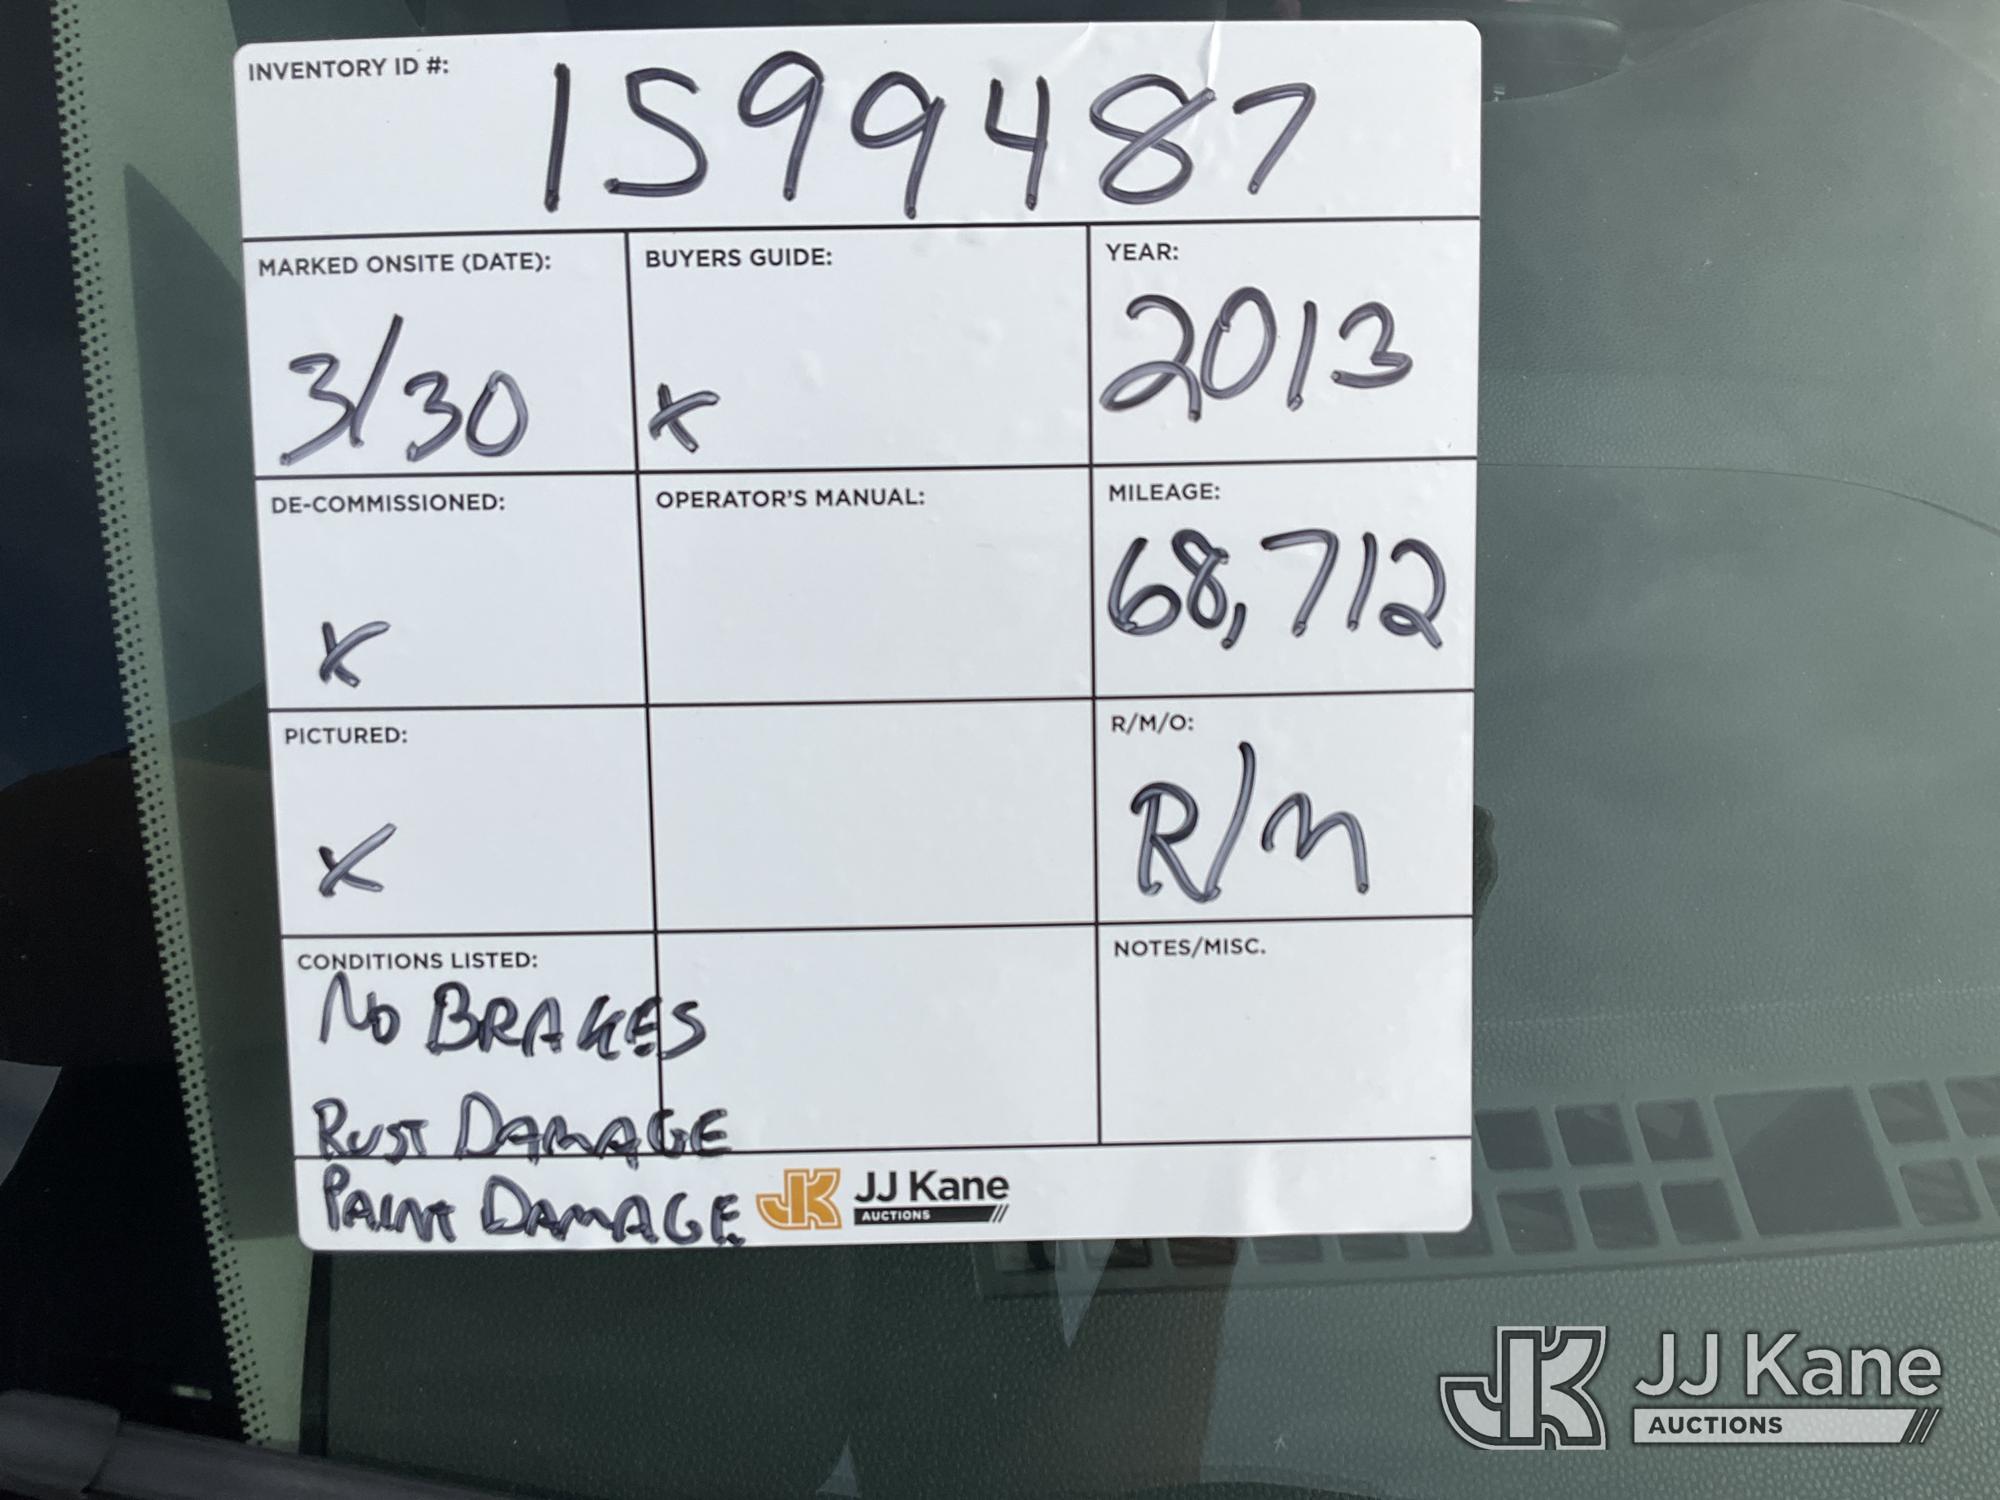 INVENTORY ID #: 1599487
MARKED ONSITE (DATE): BUYERS GUIDE: YEAR:
3/30 x 2013
DE-COMMISSIONED: OPERATOR'S MANUAL: MILEAGE:
x 68,712
PICTURED: R/M/O:
x R/M
CONDITIONS LISTED: NOTES/MISC.
NO BRAKES
RUST DAMAGE
PAINT DAMAGE
JK JJ Kane
AUCTIONS
JK JJ Kane
AUCTIONS